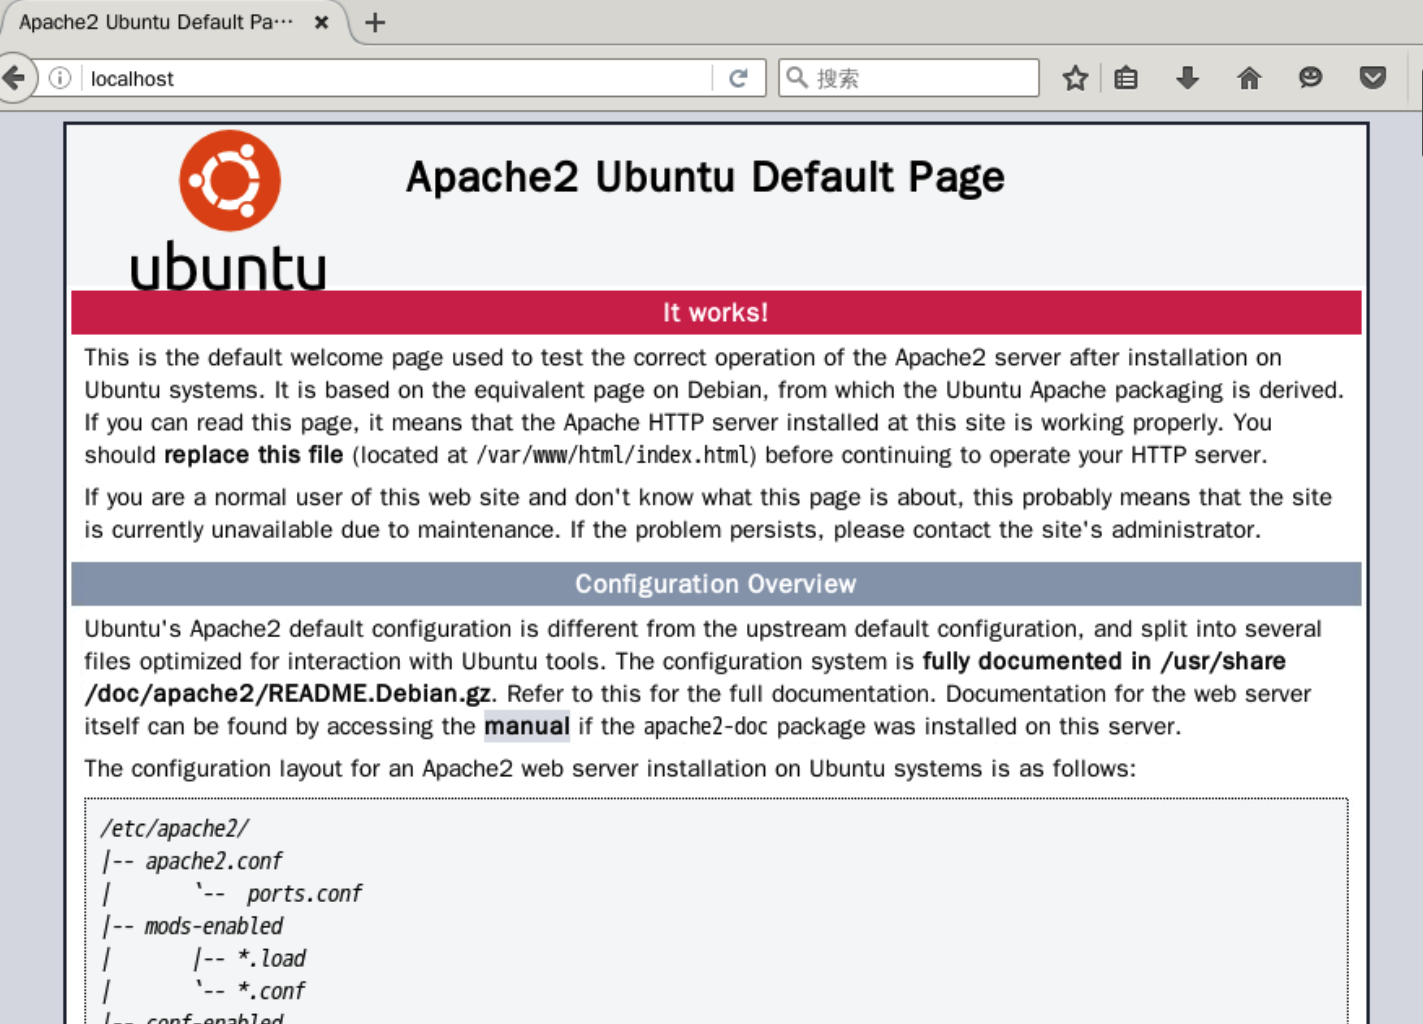 Apache2 Ubuntu Default Pa···
localhost
搜索
ubuntu
Apache2 Ubuntu Default Page
It works!
This is the default welcome page used to test the correct operation of the Apache2 server after installation on
Ubuntu systems. It is based on the equivalent page on Debian, from which the Ubuntu Apache packaging is derived.
If you can read this page, it means that the Apache HTTP server installed at this site is working properly. You
should replace this file (located at /var/www/html/index.html) before continuing to operate your HTTP server.
If you are a normal user of this web site and don't know what this page is about, this probably means that the site
is currently unavailable due to maintenance. If the problem persists, please contact the site's administrator.
Configuration Overview
Ubuntu's Apache2 default configuration is different from the upstream default configuration, and split into several
files optimized for interaction with Ubuntu tools. The configuration system is fully documented in /usr/share
/doc/apache2/README.Debian.gz. Refer to this for the full documentation. Documentation for the web server
itself can be found by accessing the manual if the apache2-doc package was installed on this server.
The configuration layout for an Apache2 web server installation on Ubuntu systems is as follows:
/etc/apache2/
|-- apache2.conf
|       `--  ports.conf
|-- mods-enabled
|       |-- *.load
|       `-- *.conf
|-- conf-enabled